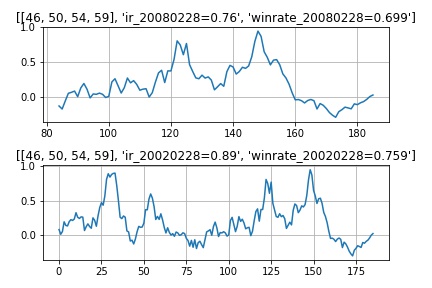 [[46, 50, 54, 59], 'ir_20080228=0.76', 'winrate_20080228=0.699']
1.0
0.5
0.0
80 100 120 140 160 180
[[46, 50, 54, 59], 'ir_20020228=0.89', 'winrate_20020228=0.759']
1.0
0.5
0.0
0 25 50 75 100 125 150 175